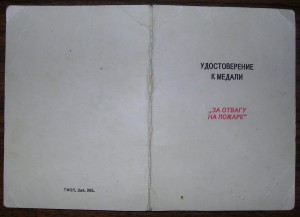 УДОСТОВЕРЕНИЕ
К МЕДАЛИ
„ЗА ОТВАГУ
НА ПОЖАРЕ"